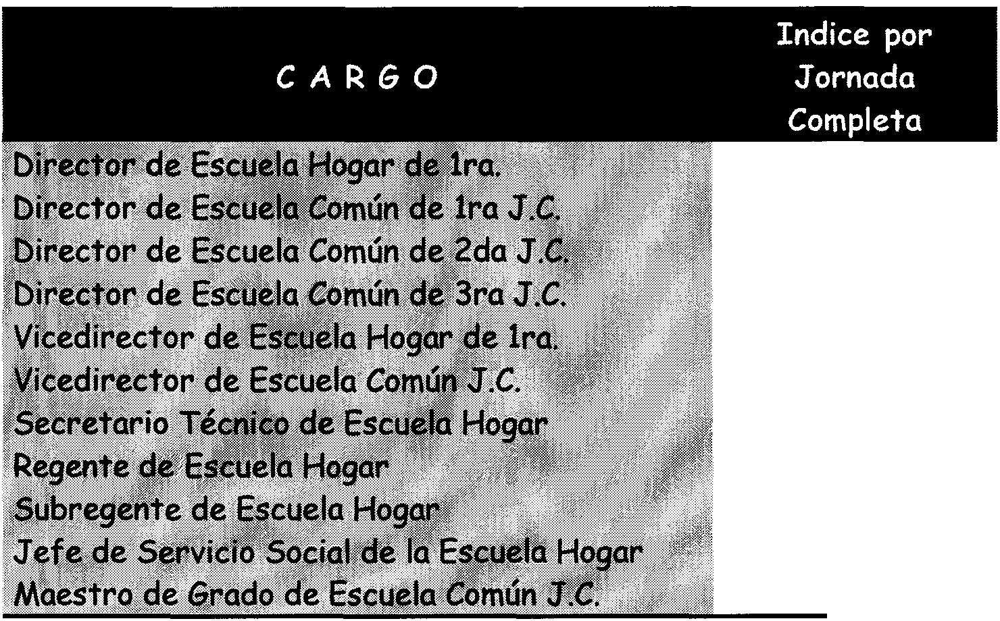 C A R G O
Indice por
Jornada
Completa
Director de Escuela Hogar de 1ra.
Director de Escuela Común de 1ra J.C.
Director de Escuela Común de 2da J.C.
Director de Escuela Común de 3ra J.C.
Vicedirector de Escuela Hogar de 1ra.
Vicedirector de Escuela Común J.C.
Secretario Técnico de Escuela Hogar
Regente de Escuela Hogar
Subregente de Escuela Hogar
Jefe de Servicio Social de la Escuela Hogar
Maestro de Grado de Escuela Común J.C.